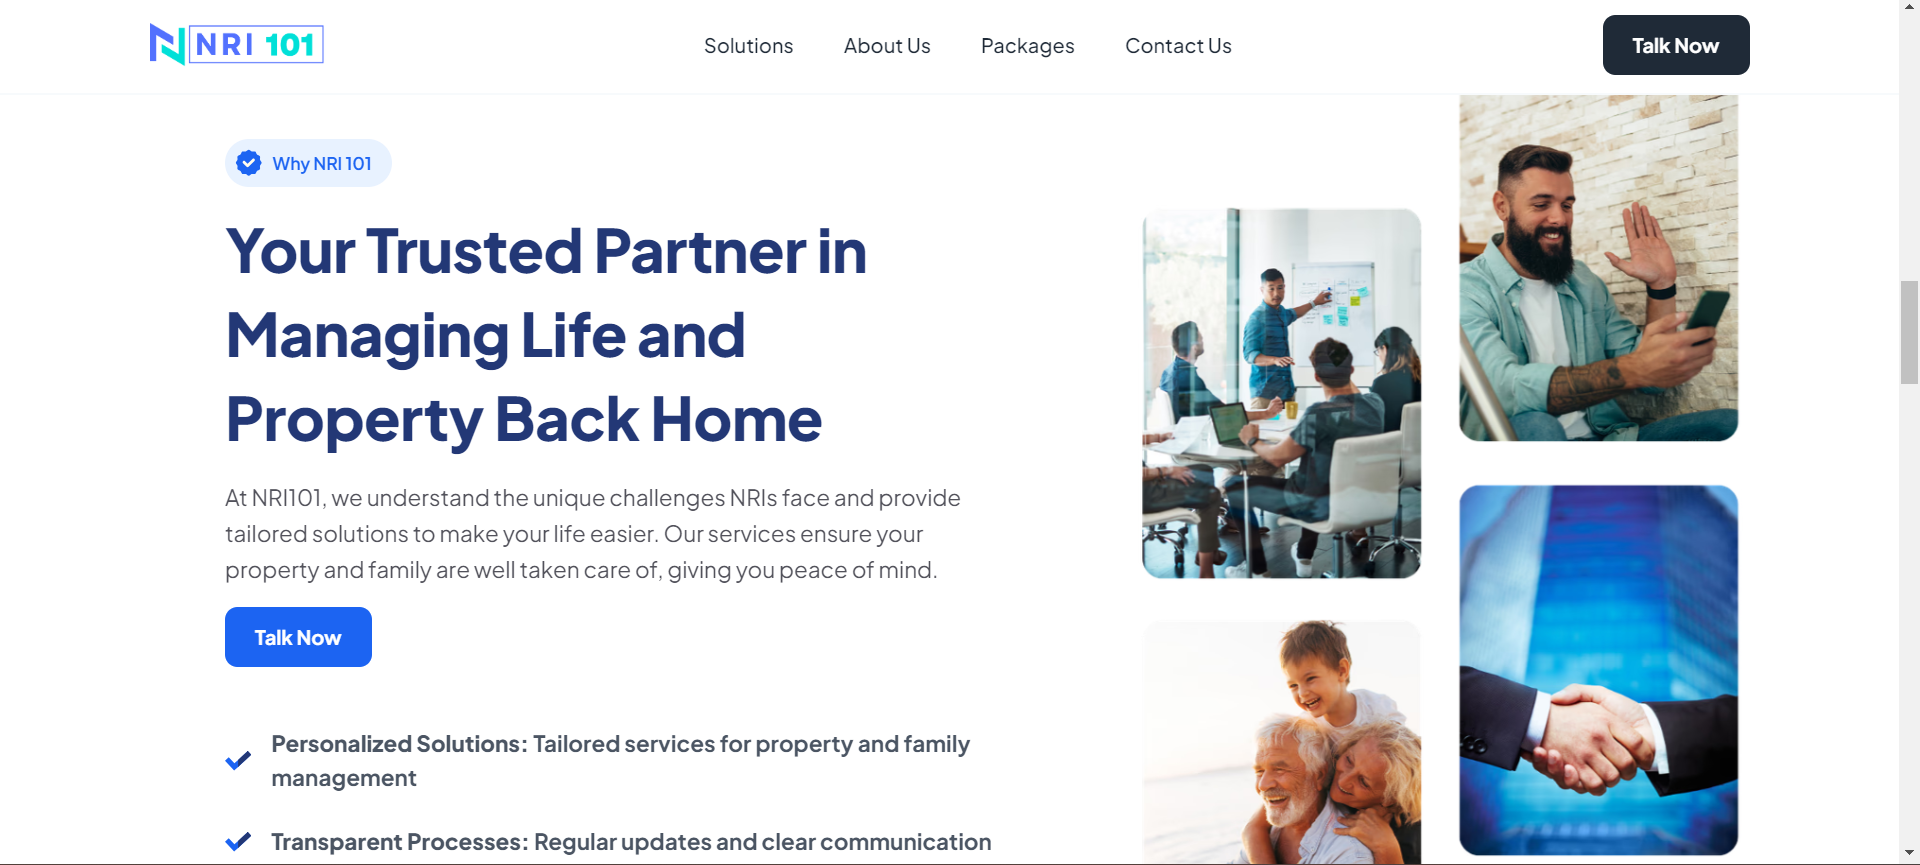 NRI 101
Solutions
About Us
Packages
Contact Us
Talk Now
Why NRI 101
Your Trusted Partner in
Managing Life and
Property Back Home
At NRI101, we understand the unique challenges NRIs face and provide
tailored solutions to make your life easier. Our services ensure your
property and family are well taken care of, giving you peace of mind.
Talk Now
Personalized Solutions: Tailored services for property and family
management
Transparent Processes: Regular updates and clear communication